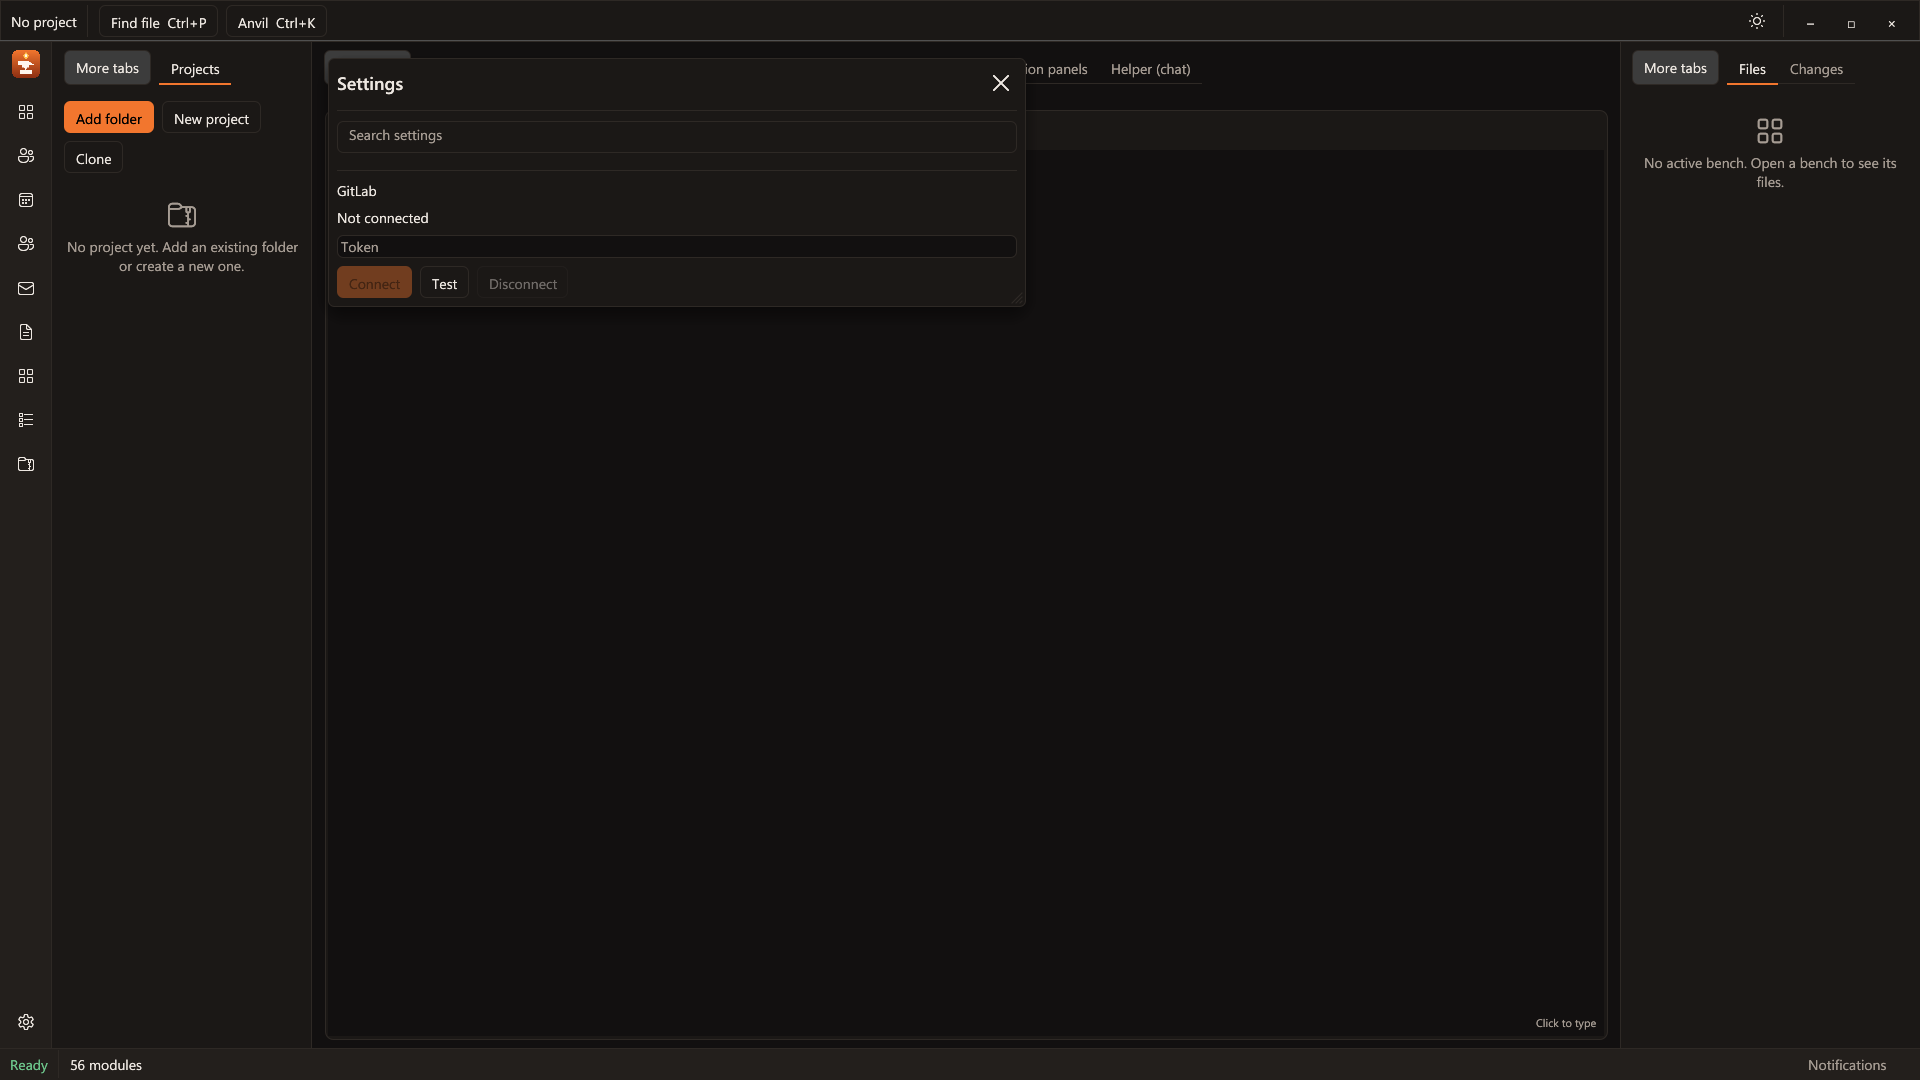 No project
Find file Ctrl+P
Anvil Ctrl+K
More tabs
Projects
Add folder
New project
Clone
No project yet. Add an existing folder
or create a new one.
Settings
Search settings
GitLab
Not connected
Token
Connect
Test
Disconnect
panels
Helper (chat)
Click to type
More tabs
Files
Changes
No active bench. Open a bench to see its
files.
Ready
56 modules
Notifications